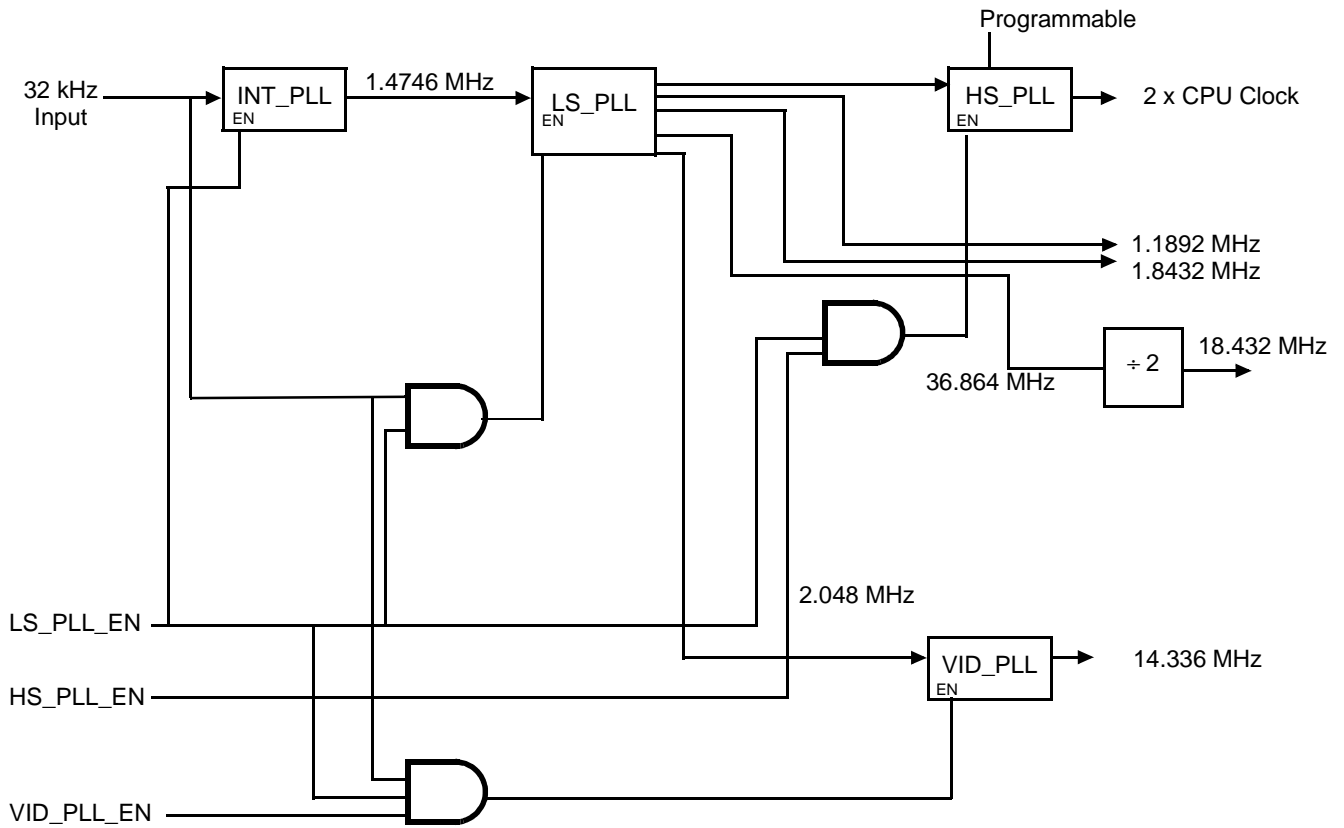 Programmable
32 kHz
Input
INT_PLL
EN
1.4746 MHz
LS_PLL
EN
HS_PLL
EN
2 x CPU Clock
1.1892 MHz
1.8432 MHz
18.432 MHz
÷ 2
36.864 MHz
2.048 MHz
LS_PLL_EN
VID_PLL
EN
14.336 MHz
HS_PLL_EN
VID_PLL_EN